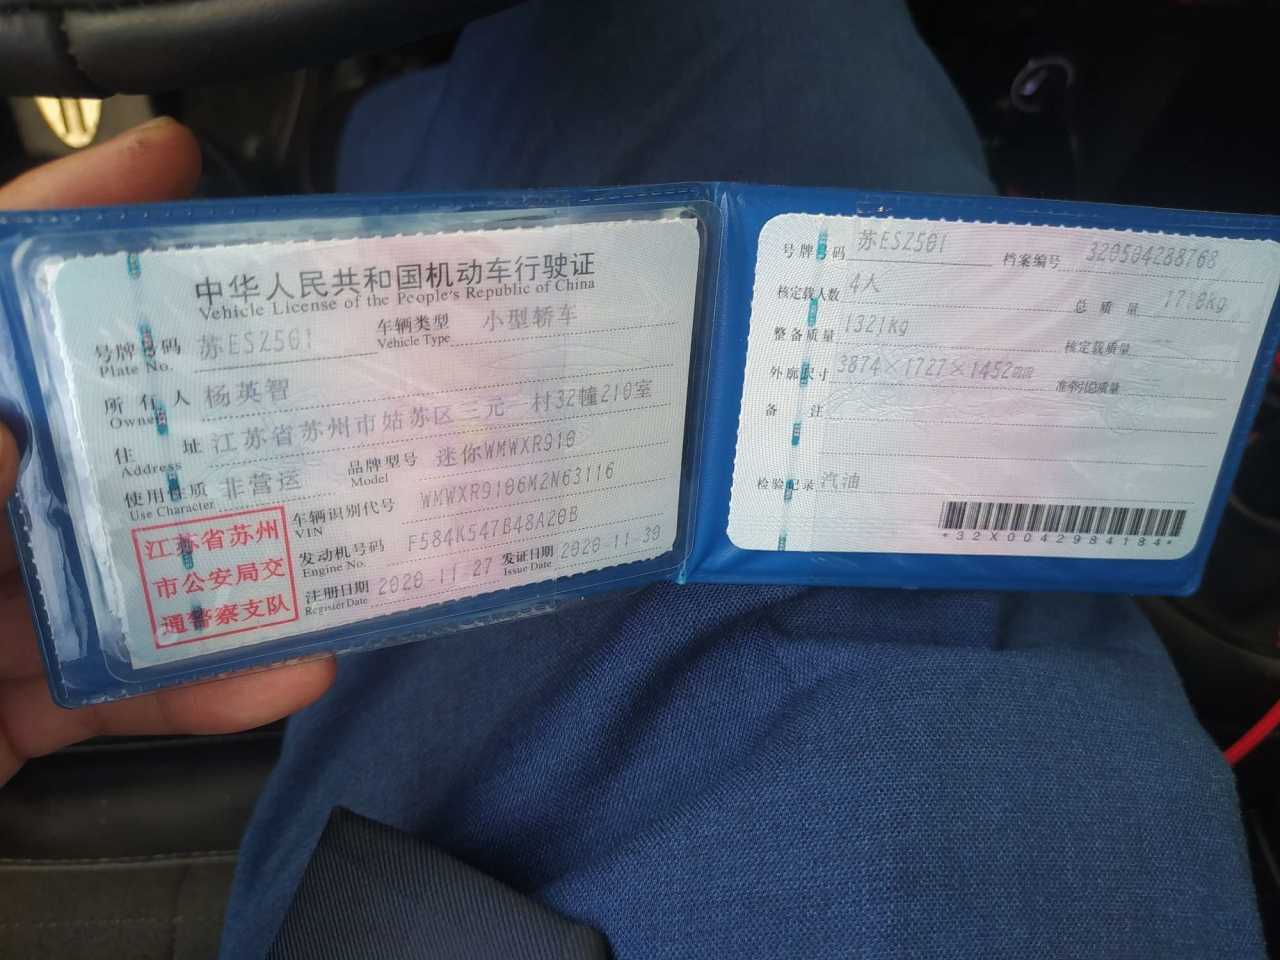 中华人民共和国机动车行驶证
Vehicle License of the People's Republic of China
号牌号码 苏ESZ501 车辆类型 小型轿车
Plate No. Vehicle Type
所有人 杨英智
Owner
住址 江苏省苏州市姑苏区三元一村32幢210室
Address
使用性质 非营运 品牌型号 迷你WMWXR910
Use Character Model
车辆识别代号 WMWXR9106M2N63116
VIN
发动机号码 F584K547B48A20B
Engine No.
注册日期 2020-11-27 发证日期 2020-11-30
Register Date Issue Date
江苏省苏州
市公安局交
通警察支队
号牌号码 苏ESZ501 档案编号 320504288768
核定载人数 4人 总质量 1710kg
整备质量 1321kg 核定载质量 --
外廓尺寸 3874×1727×1452mm 准牵引总质量 --
备注
检验记录 汽油
*32X0042984184*